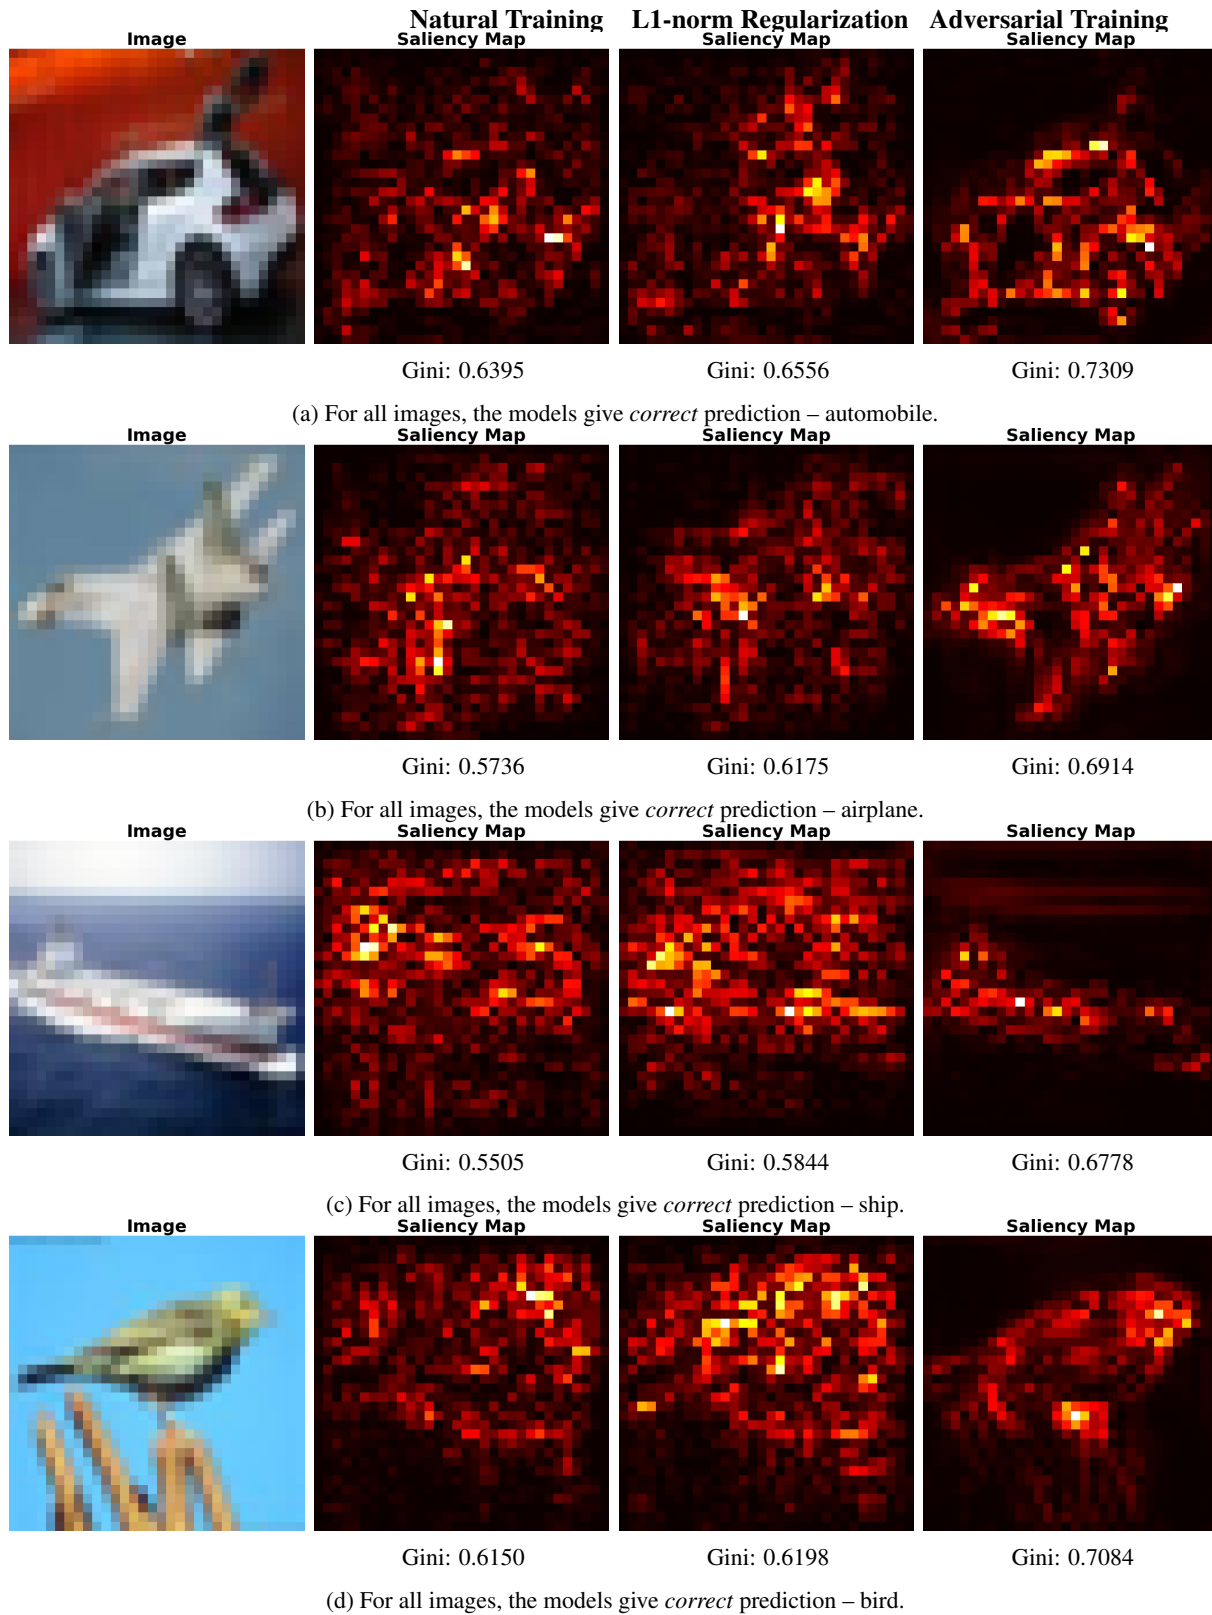 Natural Training L1-norm Regularization Adversarial Training
Image Saliency Map Saliency Map Saliency Map
Gini: 0.6395 Gini: 0.6556 Gini: 0.7309
(a) For all images, the models give correct prediction – automobile.
Image Saliency Map Saliency Map Saliency Map
Gini: 0.5736 Gini: 0.6175 Gini: 0.6914
(b) For all images, the models give correct prediction – airplane.
Image Saliency Map Saliency Map Saliency Map
Gini: 0.5505 Gini: 0.5844 Gini: 0.6778
(c) For all images, the models give correct prediction – ship.
Image Saliency Map Saliency Map Saliency Map
Gini: 0.6150 Gini: 0.6198 Gini: 0.7084
(d) For all images, the models give correct prediction – bird.